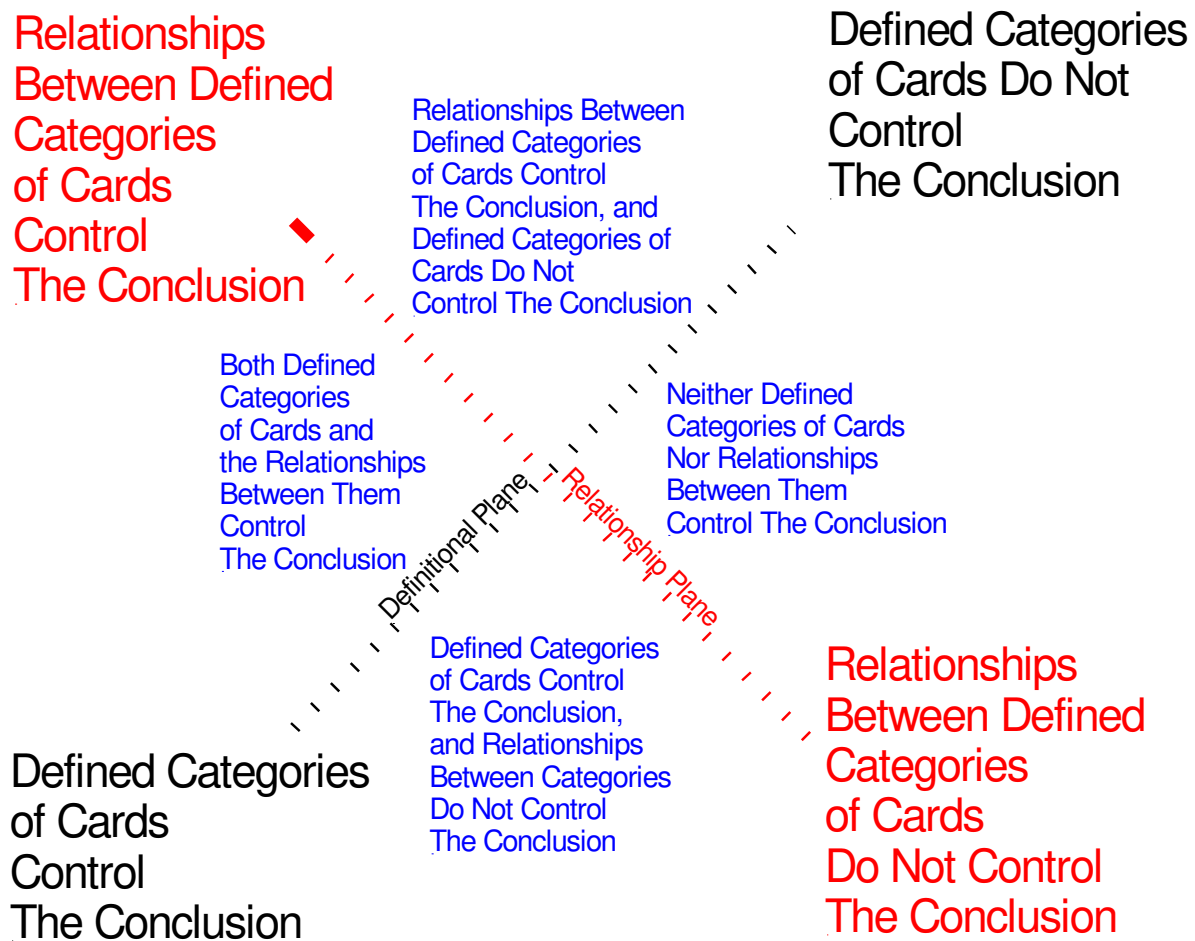 Relationships
Between Defined
Categories
of Cards
Control
The Conclusion
Defined Categories
of Cards Do Not
Control
The Conclusion
Relationships Between
Defined Categories
of Cards Control
The Conclusion, and
Defined Categories of
Cards Do Not
Control The Conclusion
Both Defined
Categories
of Cards and
the Relationships
Between Them
Control
The Conclusion
Neither Defined
Categories of Cards
Nor Relationships
Between Them
Control The Conclusion
Definitional Plane
Relationship Plane
Defined Categories
of Cards Control
The Conclusion,
and Relationships
Between Categories
Do Not Control
The Conclusion
Defined Categories
of Cards
Control
The Conclusion
Relationships
Between Defined
Categories
of Cards
Do Not Control
The Conclusion